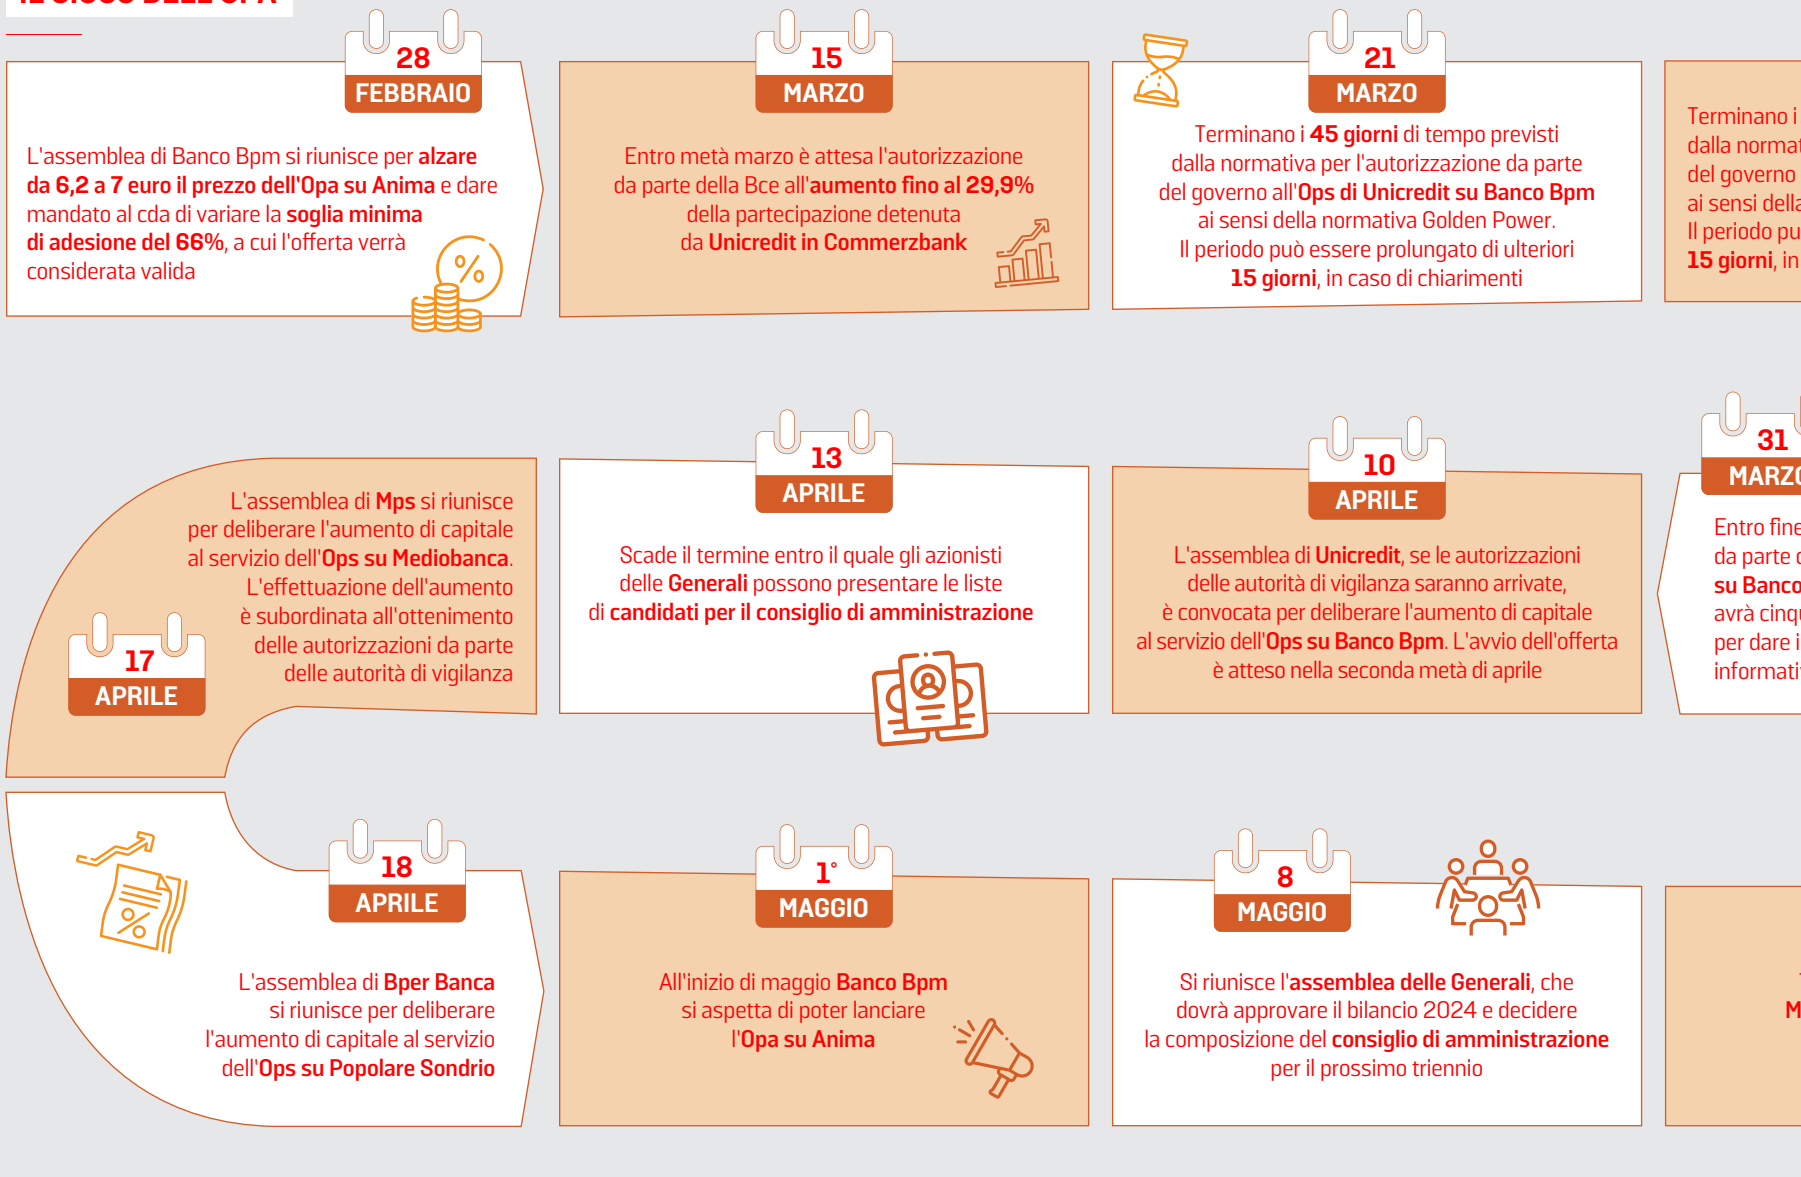 28
FEBBRAIO
L'assemblea di Banco Bpm si riunisce per alzare
da 6,2 a 7 euro il prezzo dell'Opa su Anima e dare
mandato al cda di variare la soglia minima
di adesione del 66%, a cui l'offerta verrà
considerata valida
%
15
MARZO
Entro metà marzo è attesa l'autorizzazione
da parte della Bce all'aumento fino al 29,9%
della partecipazione detenuta
da Unicredit in Commerzbank
21
MARZO
Terminano i 45 giorni di tempo previsti
dalla normativa per l'autorizzazione da parte
del governo all'Ops di Unicredit su Banco Bpm
ai sensi della normativa Golden Power.
Il periodo può essere prolungato di ulteriori
15 giorni, in caso di chiarimenti
Terminano i
dalla
del governo
ai sensi
Il periodo
15 giorni, in
31
MARZO
Entro fine
da parte
su Banco
avrà
per dare
13
APRILE
Scade il termine entro il quale gli azionisti
delle Generali possono presentare le liste
di candidati per il consiglio di amministrazione
10
APRILE
L'assemblea di Unicredit, se le autorizzazioni
delle autorità di vigilanza saranno arrivate,
è convocata per deliberare l'aumento di capitale
al servizio dell'Ops su Banco Bpm. L'avvio dell'offerta
è atteso nella seconda metà di aprile
17
APRILE
L'assemblea di Mps si riunisce
per deliberare l'aumento di capitale
al servizio dell'Ops su Mediobanca.
L'effettuazione dell'aumento
è subordinata all'ottenimento
delle autorizzazioni da parte
delle autorità di vigilanza
%
18
APRILE
L'assemblea di Bper Banca
si riunisce per deliberare
l'aumento di capitale al servizio
dell'Ops su Popolare Sondrio
1°
MAGGIO
All'inizio di maggio Banco Bpm
si aspetta di poter lanciare
l'Opa su Anima
8
MAGGIO
Si riunisce l'assemblea delle Generali, che
dovrà approvare il bilancio 2024 e decidere
la composizione del consiglio di amministrazione
per il prossimo triennio